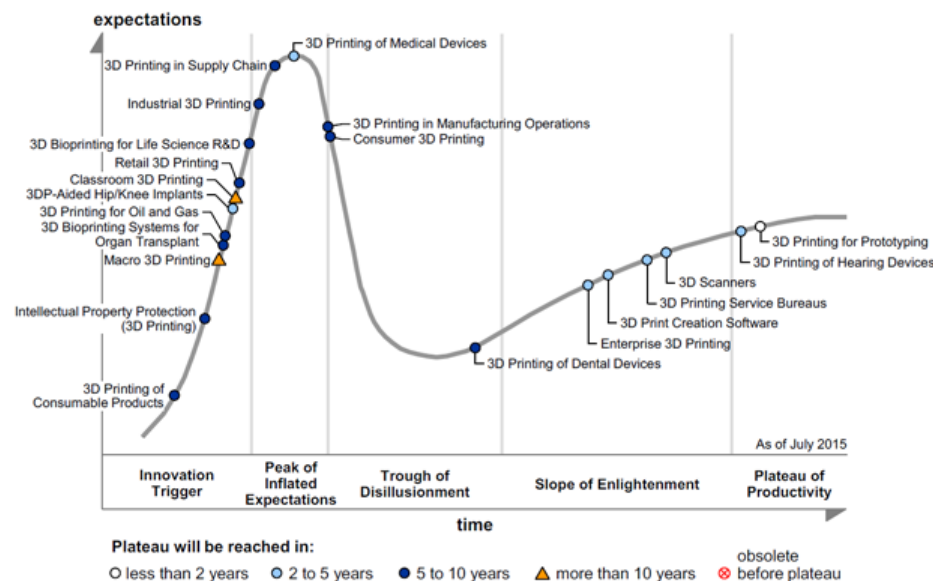 expectations
3D Printing of Medical Devices
3D Printing in Supply Chain
Industrial 3D Printing
3D Printing in Manufacturing Operations
Consumer 3D Printing
3D Bioprinting for Life Science R&D
Retail 3D Printing
Classroom 3D Printing
3DP-Aided Hip/Knee Implants
3D Printing for Oil and Gas
3D Bioprinting Systems for
Organ Transplant
Macro 3D Printing
3D Printing for Prototyping
3D Printing of Hearing Devices
3D Scanners
3D Printing Service Bureaus
3D Print Creation Software
Enterprise 3D Printing
3D Printing of Dental Devices
Intellectual Property Protection
(3D Printing)
3D Printing of
Consumable Products
As of July 2015
Innovation
Trigger
Peak of
Inflated
Expectations
Trough of
Disillusionment
Slope of Enlightenment
Plateau of
Productivity
time
Plateau will be reached in:
less than 2 years
2 to 5 years
5 to 10 years
more than 10 years
obsolete
before plateau